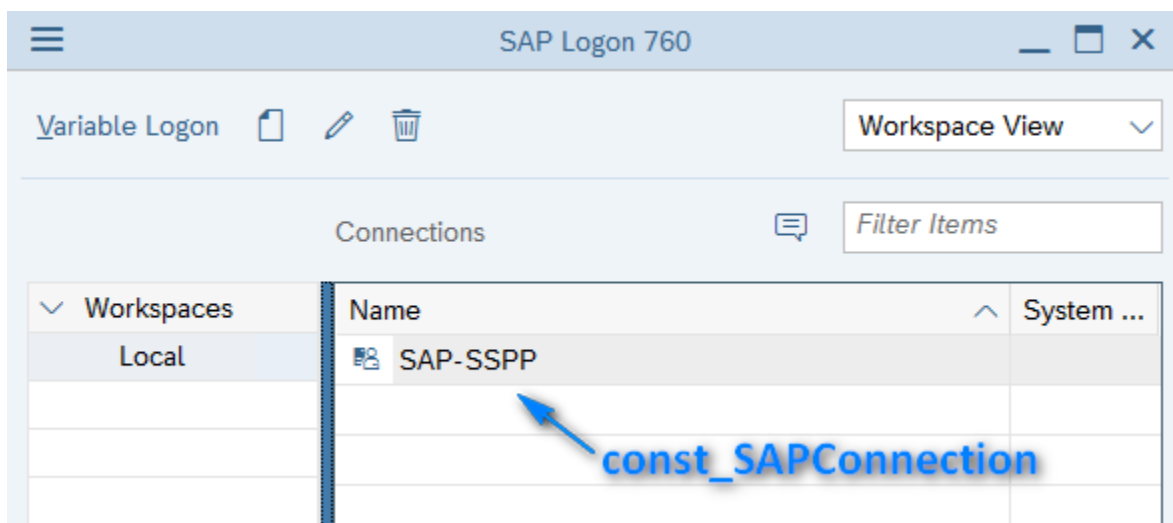 SAP Logon 760
Variable Logon
Workspace View
Connections
Filter Items
Workspaces
Name
System ...
Local
SAP-SSPP
const_SAPConnection